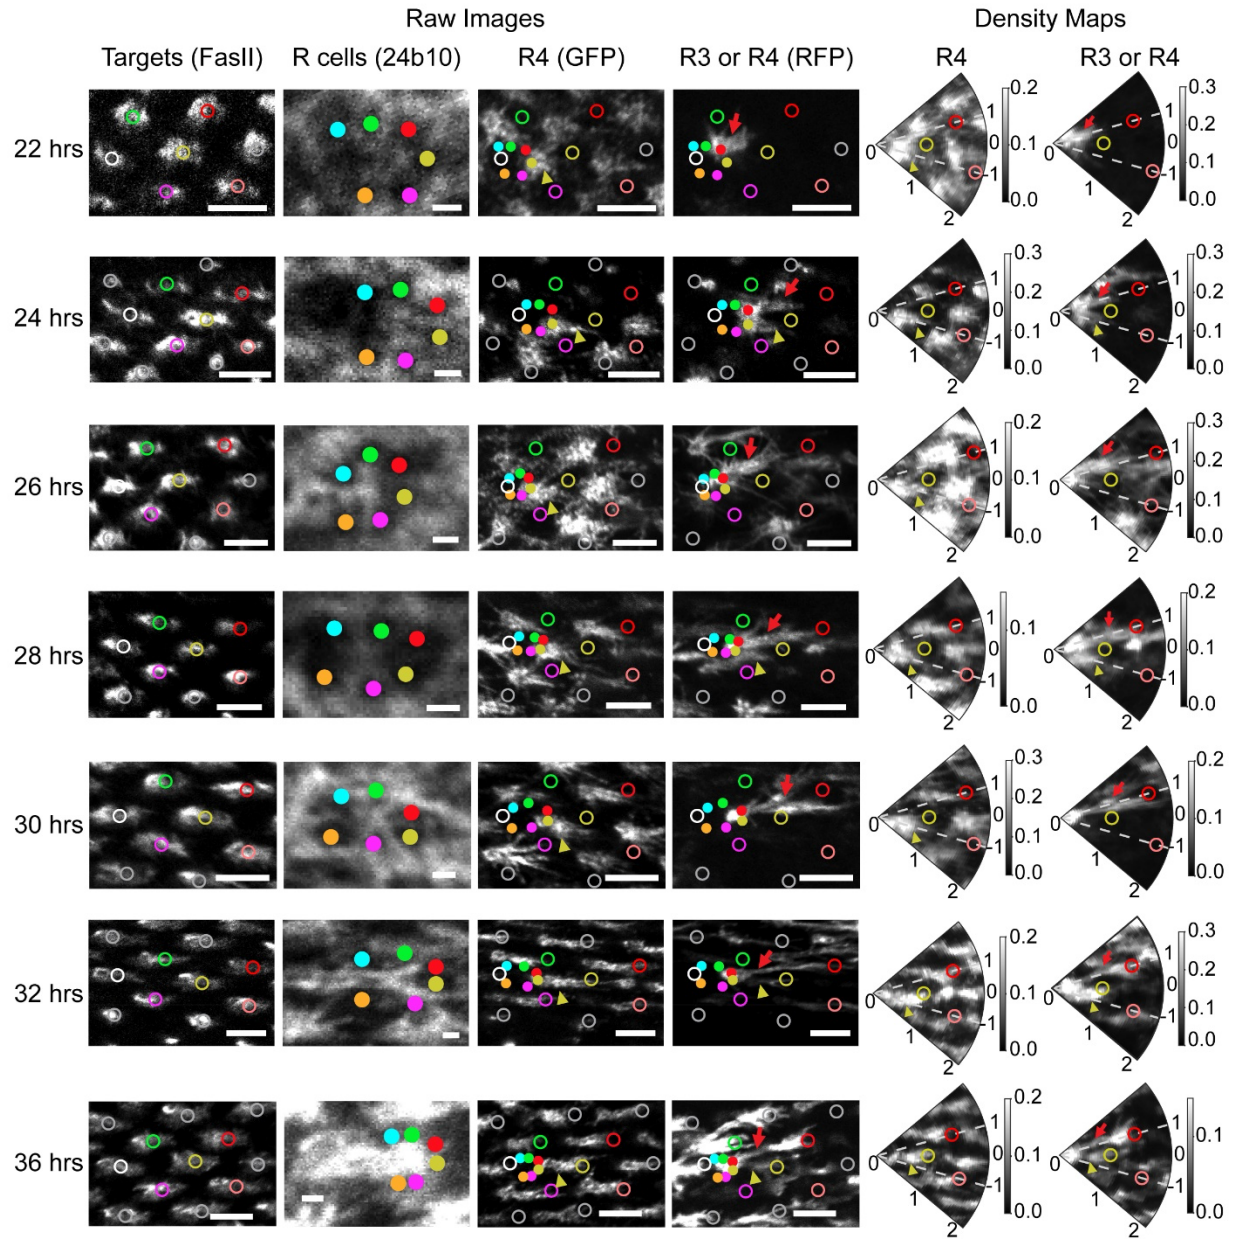 Raw Images Density Maps
Targets (FasII) R cells (24b10) R4 (GFP) R3 or R4 (RFP) R4 R3 or R4
22 hrs
0 1 2 1 0 -1 0.2 0.1 0.0
0 1 2 1 0 -1 0.3 0.2 0.1 0.0
24 hrs
0 1 2 1 0 -1 0.3 0.2 0.1 0.0
0 1 2 1 0 -1 0.3 0.2 0.1 0.0
26 hrs
0 1 2 1 0 -1 0.2 0.1 0.0
0 1 2 1 0 -1 0.3 0.2 0.1 0.0
28 hrs
0 1 2 1 0 -1 0.1 0.0
0 1 2 1 0 -1 0.2 0.1 0.0
30 hrs
0 1 2 1 0 -1 0.3 0.2 0.1 0.0
0 1 2 1 0 -1 0.2 0.1 0.0
32 hrs
0 1 2 1 0 -1 0.2 0.1 0.0
0 1 2 1 0 -1 0.3 0.2 0.1 0.0
36 hrs
0 1 2 1 0 -1 0.2 0.1 0.0
0 1 2 1 0 -1 0.1 0.0